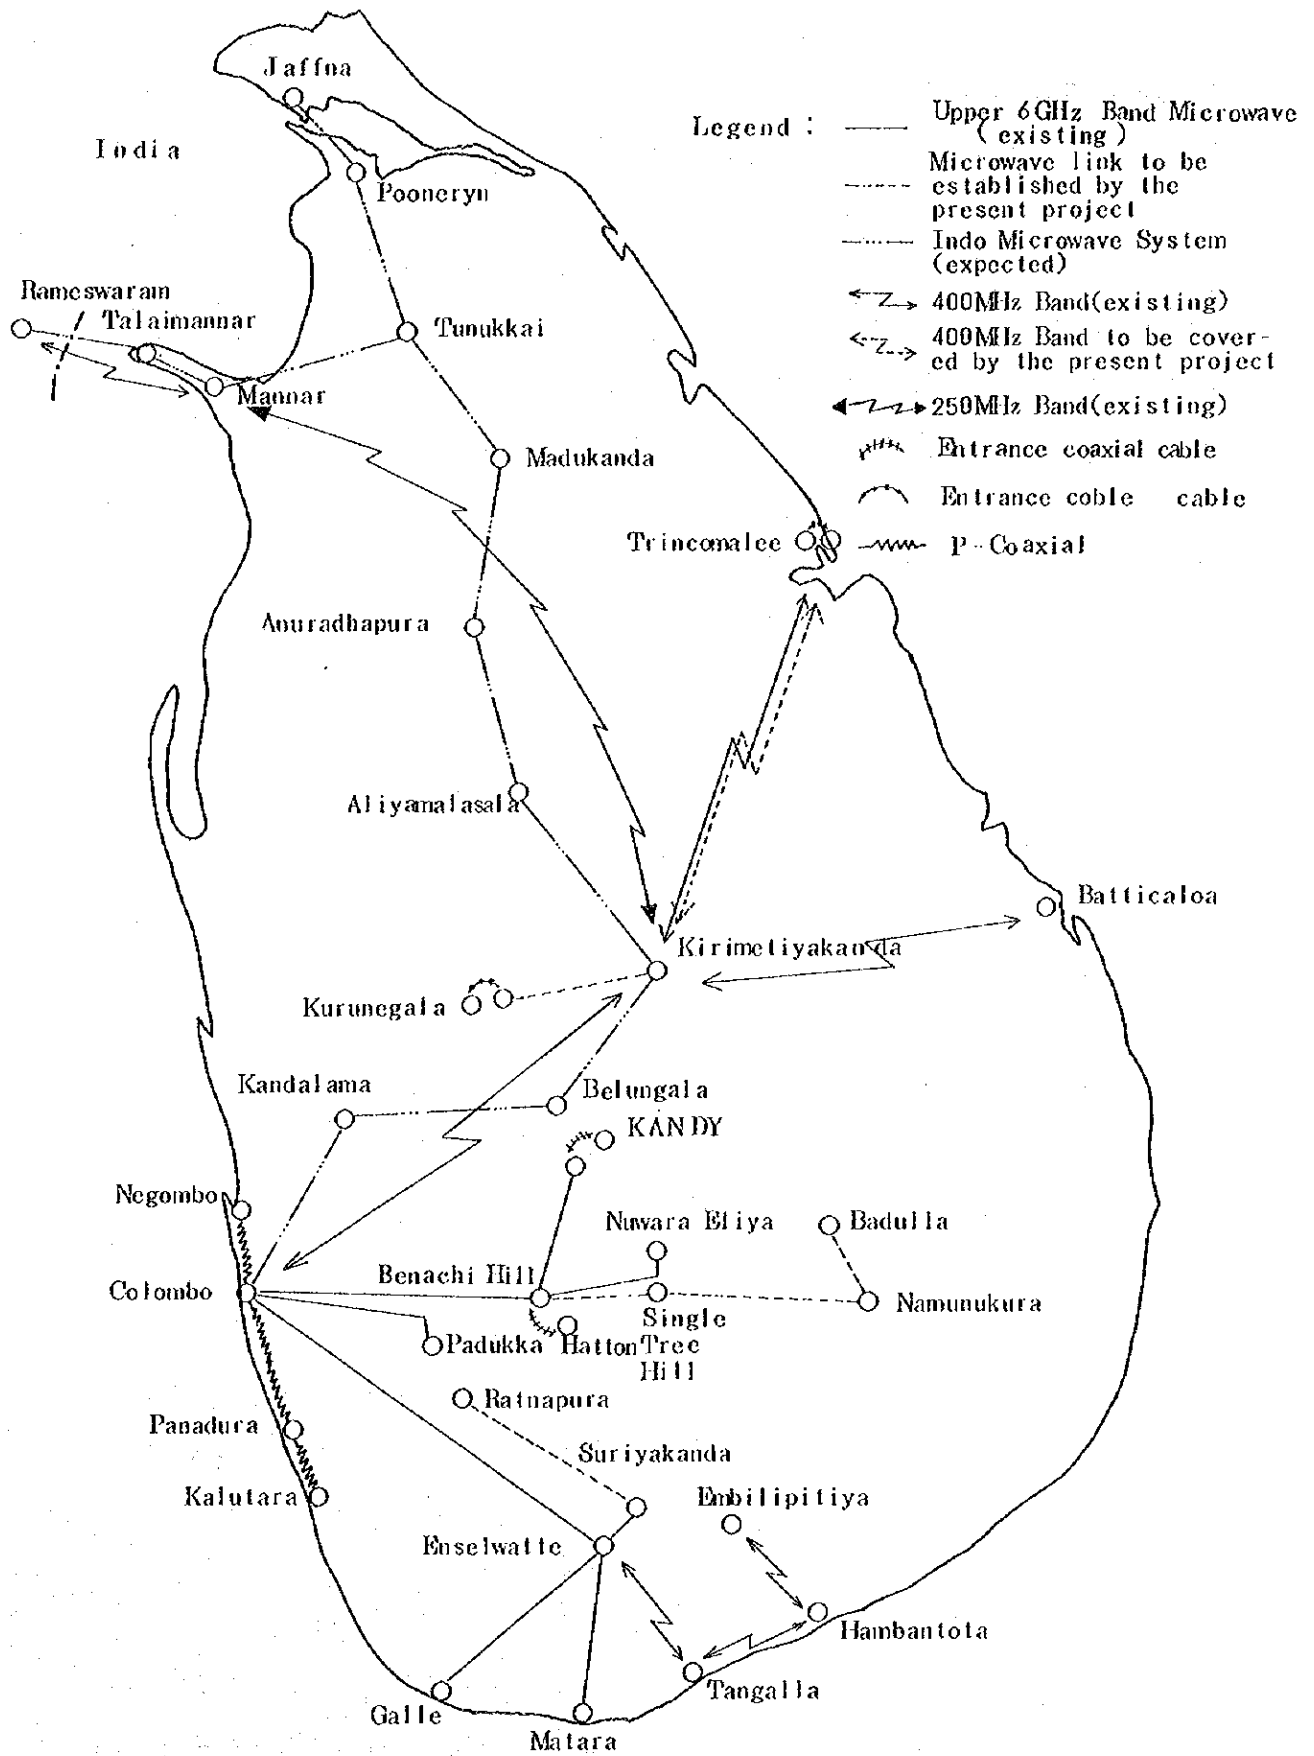 Jaffna
India
Pooneryn
Legend :
Upper 6GHz Band Microwave
(existing)
Microwave link to be
established by the
present project
Indo Microwave System
(expected)
400MHz Band(existing)
400MHz Band to be cover-
ed by the present project
250MHz Band(existing)
Entrance coaxial cable
Entrance coble cable
P-Coaxial
Rameswaram
Talaimannar
Tunukkai
Mannar
Madukanda
Trincomalee
Anuradhapura
Aliyamalasala
Batticaloa
Kirimetiyakanda
Kurunegala
Kandalama
Belungala
KANDY
Negombo
Nuwara Eliya
Badulla
Colombo
Benachi Hill
Namunukura
Single
Tree
Hill
Padukka
Hatton
Ratnapura
Panadura
Suriyakanda
Kalutara
Embilipitiya
Enselwatte
Hambantota
Tangalla
Galle
Matara